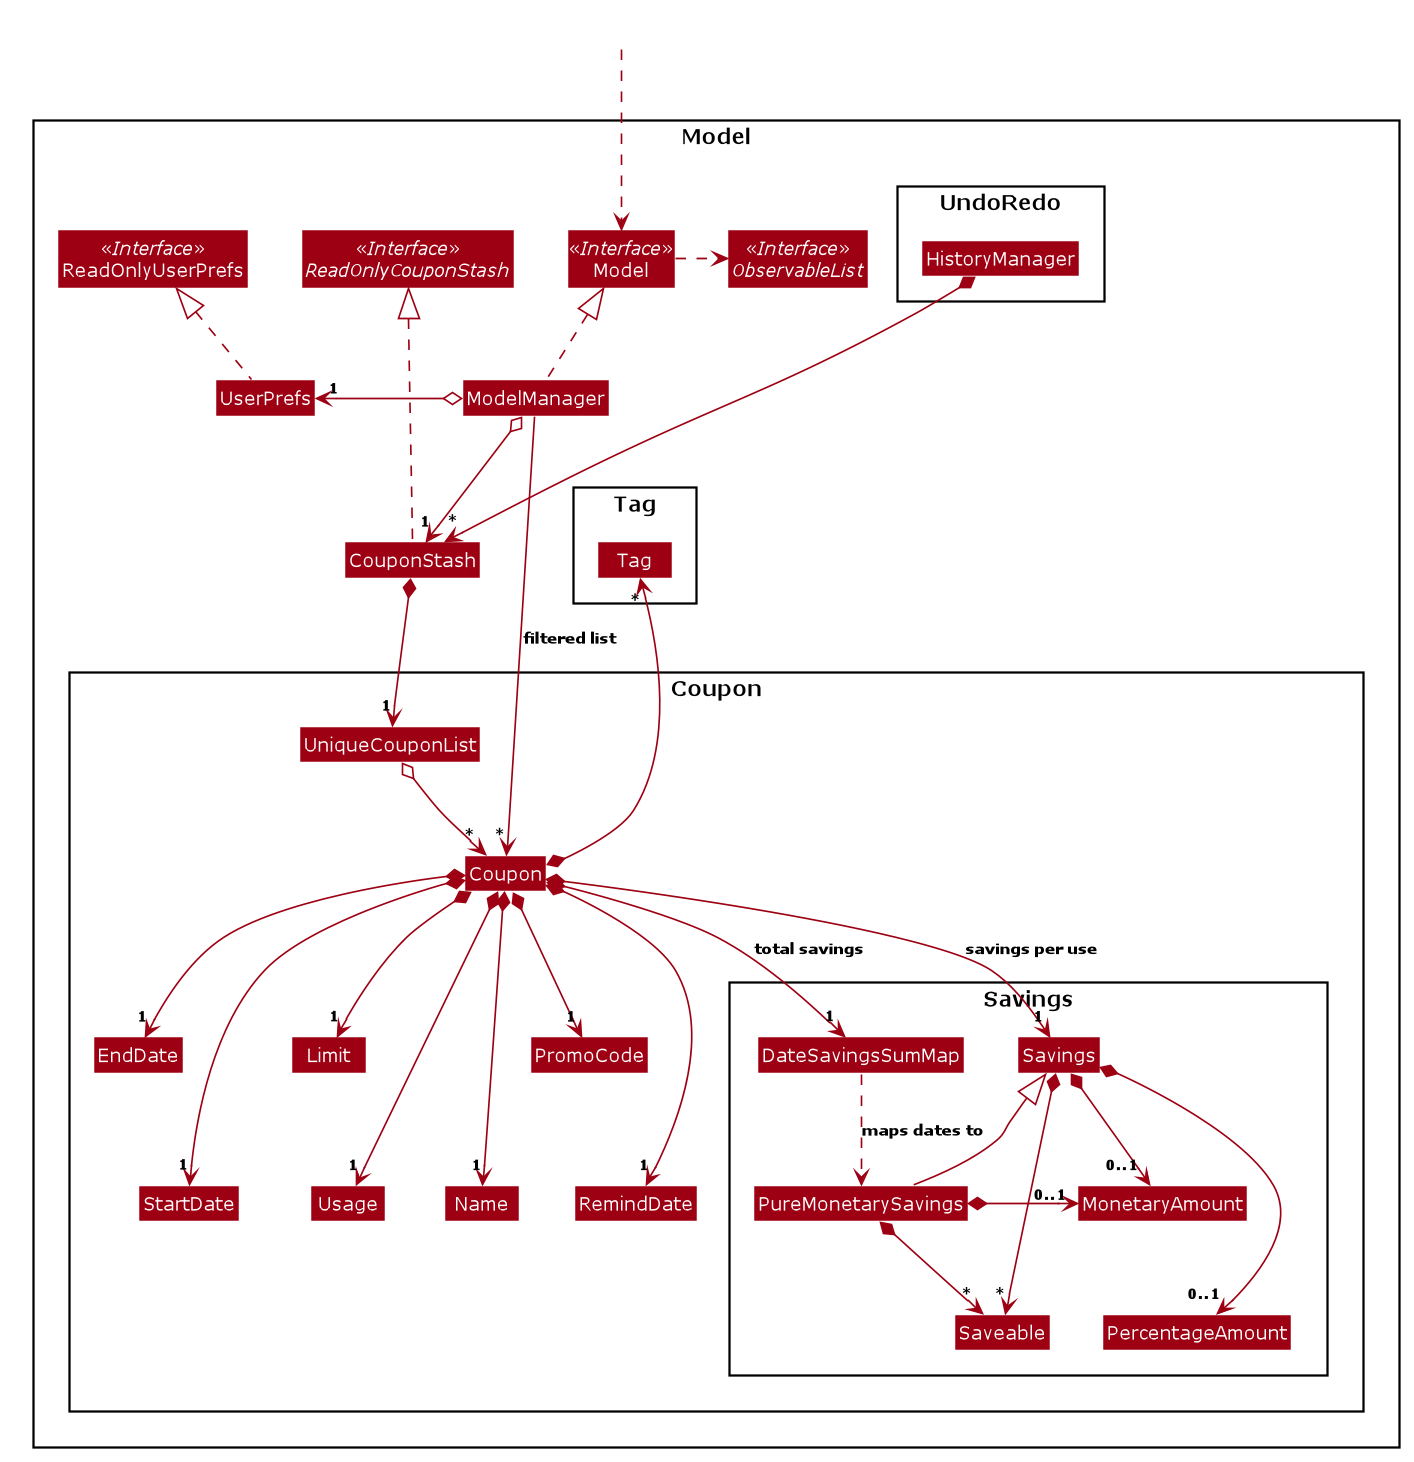 Model
UndoRedo
«Interface»
ReadOnlyUserPrefs
«Interface»
ReadOnlyCouponStash
«Interface»
Model
«Interface»
ObservableList
HistoryManager
UserPrefs
1
ModelManager
Tag
1
*
CouponStash
Tag
*
filtered list
Coupon
1
UniqueCouponList
*
*
Coupon
total savings
savings per use
Savings
1
1
1
1
1
EndDate
Limit
PromoCode
DateSavingsSumMap
Savings
maps dates to
1
1
1
1
0..1
StartDate
Usage
Name
RemindDate
PureMonetarySavings
0..1
MonetaryAmount
*
*
0..1
Saveable
PercentageAmount